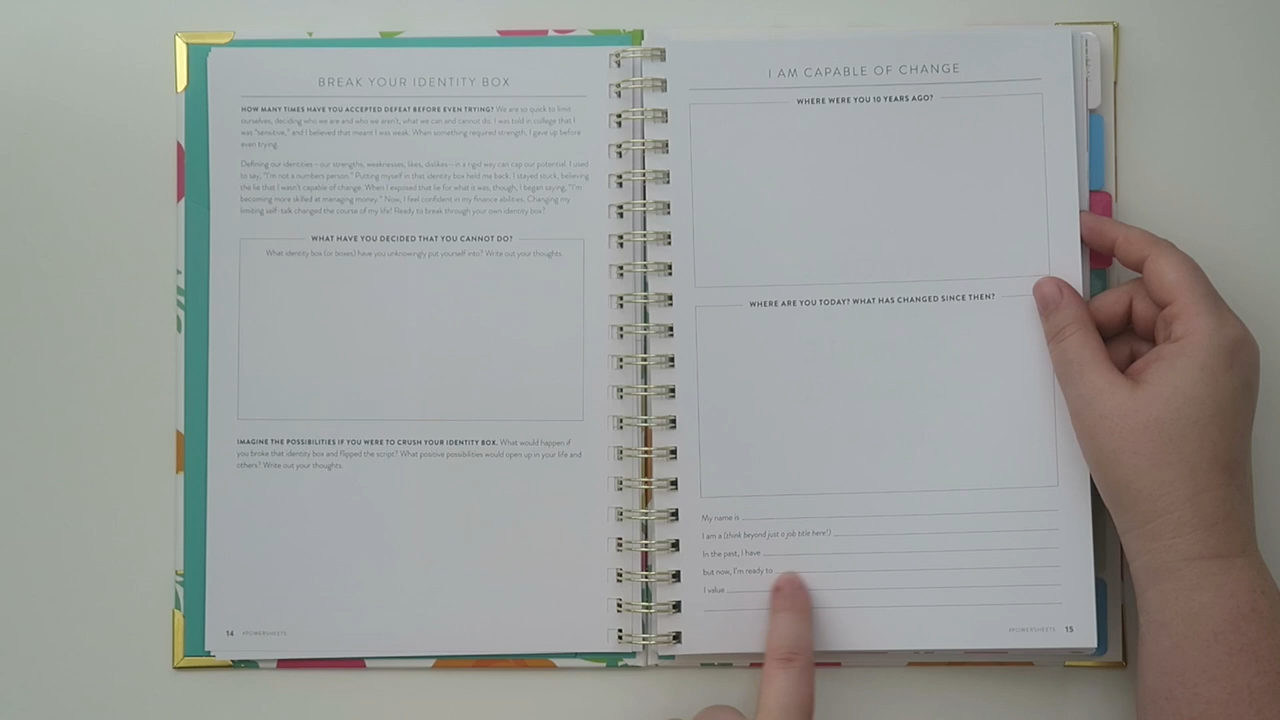 BREAK YOUR IDENTITY BOX
HOW MANY TIMES HAVE YOU ACCEPTED DEFEAT BEFORE EVEN TRYING? We are so quick to limit
ourselves, deciding who we are and who we aren't, what we can and cannot do. I was told in college that I
was "sensitive," and I believed that meant I was weak. When something required strength, I gave up before
even trying.
Defining our identities—our strengths, weaknesses, likes, dislikes—in a rigid way can cap our potential. I used
to say, "I'm not a numbers person." Putting myself in that identity box held me back. I stayed stuck, believing
the lie that I wasn't capable of change. When I exposed that lie for what it was, though, I began saying, "I'm
becoming more skilled at managing money." Now, I feel confident in my finance abilities. Changing my
limiting self-talk changed the course of my life! Ready to break through your own identity box?
WHAT HAVE YOU DECIDED THAT YOU CANNOT DO?
What identity box (or boxes) have you unknowingly put yourself into? Write out your thoughts.
IMAGINE THE POSSIBILITIES IF YOU WERE TO CRUSH YOUR IDENTITY BOX. What would happen if
you broke that identity box and flipped the script? What positive possibilities would open up in your life and
others? Write out your thoughts.
14 #POWERSHEETS
I AM CAPABLE OF CHANGE
WHERE WERE YOU 10 YEARS AGO?
WHERE ARE YOU TODAY? WHAT HAS CHANGED SINCE THEN?
My name is
I am a (think beyond just a job title here!)
In the past, I have
but now, I'm ready to
I value
#POWERSHEETS 15